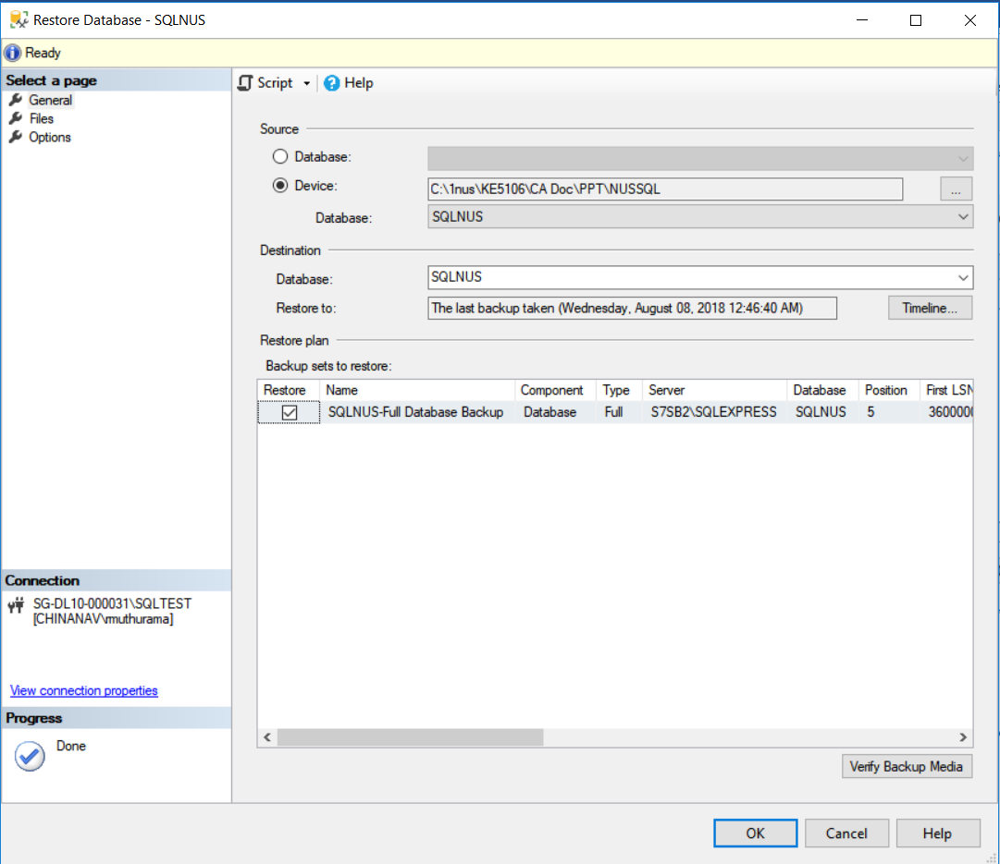 Restore Database - SQLNUS
Ready
Select a page
General
Files
Options
Script
Help
Source
Database:
Device:
C:\1nus\KE5106\CA Doc\PPT\NUSSQL
...
Database:
SQLNUS
Destination
Database:
SQLNUS
Restore to:
The last backup taken (Wednesday, August 08, 2018 12:46:40 AM)
Timeline...
Restore plan
Backup sets to restore:
Restore Name Component Type Server Database Position First LSN
SQLNUS-Full Database Backup Database Full S7SB2\SQLEXPRESS SQLNUS 5 360000
Connection
SG-DL10-000031\SQLTEST
[CHINANAV\muthurama]
View connection properties
Progress
Done
Verify Backup Media
OK
Cancel
Help